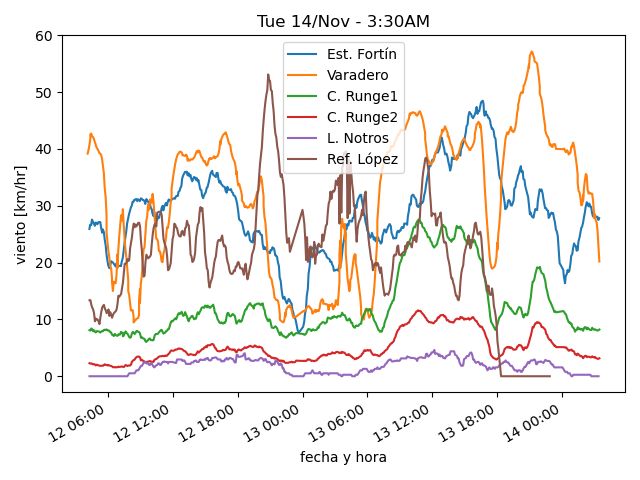 Tue 14/Nov - 3:30AM
60
50
40
30
20
10
0
viento [km/hr]
Est. Fortín
Varadero
C. Runge1
C. Runge2
L. Notros
Ref. López
12 06:00
12 12:00
12 18:00
13 00:00
13 06:00
13 12:00
13 18:00
14 00:00
fecha y hora